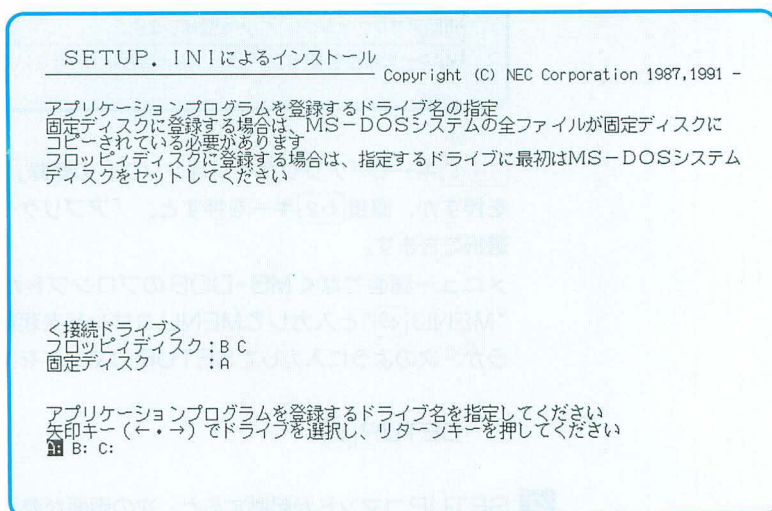 SETUP．INIによるインストール
Copyright (C) NEC Corporation 1987,1991 -
アプリケーションプログラムを登録するドライブ名の指定
固定ディスクに登録する場合は、MS-DOSシステムの全ファイルが固定ディスクに
コピーされている必要があります
フロッピィディスクに登録する場合は、指定するドライブに最初はMS-DOSシステム
ディスクをセットしてください
<接続ドライブ>
フロッピィディスク:B C
固定ディスク :A
アプリケーションプログラムを登録するドライブ名を指定してください
矢印キー（←・→）でドライブを選択し、リターンキーを押してください
A: B: C: